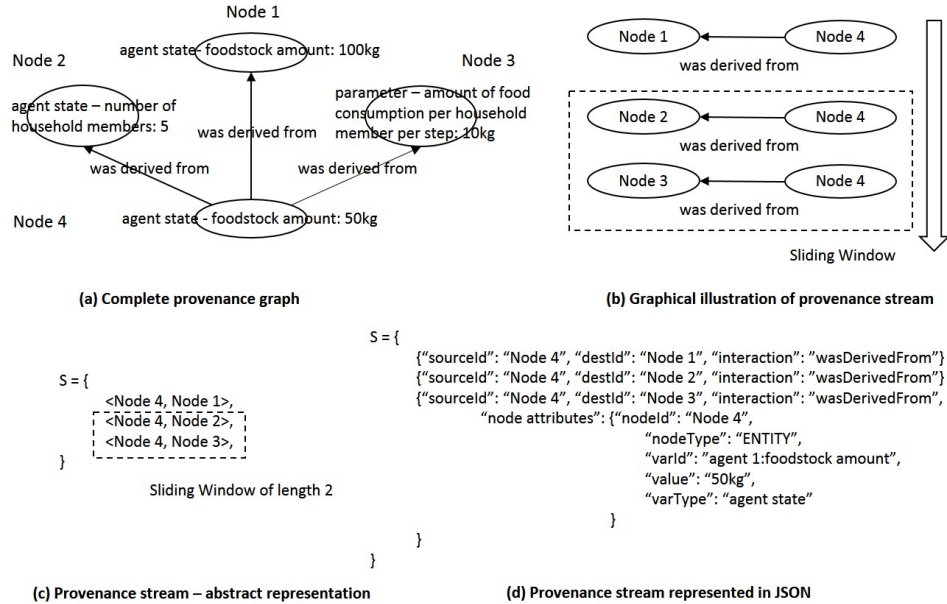 Node 1
agent state- foodstock amount: 100kg
Node 2
agent state – number of
household members: 5
Node 3
parameter – amount of food
consumption per household
member per step: 10kg
was derived from
was derived from
was derived from
Node 4
agent state - foodstock amount: 50kg
(a) Complete provenance graph
Node 1
Node 4
was derived from
Node 2
Node 4
was derived from
Node 3
Node 4
was derived from
Sliding Window
(b) Graphical illustration of provenance stream
S = {
<Node 4, Node 1>,
<Node 4, Node 2>,
<Node 4, Node 3>,
}
Sliding Window of length 2
(c) Provenance stream – abstract representation
S = {
{“sourceId”: “Node 4”, “destId”: “Node 1”, “interaction”: ”wasDerivedFrom”}
{“sourceId”: “Node 4”, “destId”: “Node 2”, “interaction”: ”wasDerivedFrom”}
{“sourceId”: “Node 4”, “destId”: “Node 3”, “interaction”: ”wasDerivedFrom”,
“node attributes”: {“nodeId”: “Node 4”,
“nodeType”: “ENTITY”,
“varId”: ”agent 1:foodstock amount”,
“value”: “50kg”,
“varType”: “agent state”
}
}
}
(d) Provenance stream represented in JSON